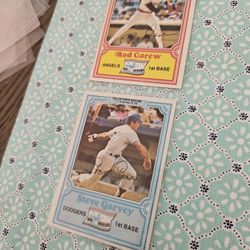 Rod Carew
ANGELS 1st BASE
Steve Garvey
DODGERS 1st BASE